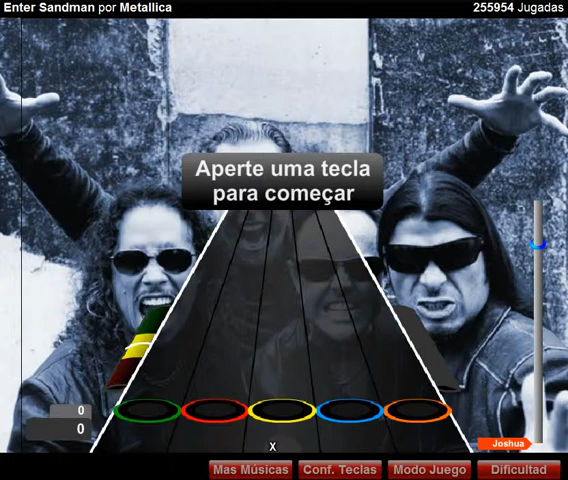 Enter Sandman por Metallica
255954 Jugadas
Aperte uma tecla
para começar
0
0
X
Joshua
Mas Músicas
Conf. Teclas
Modo Juego
Dificultad